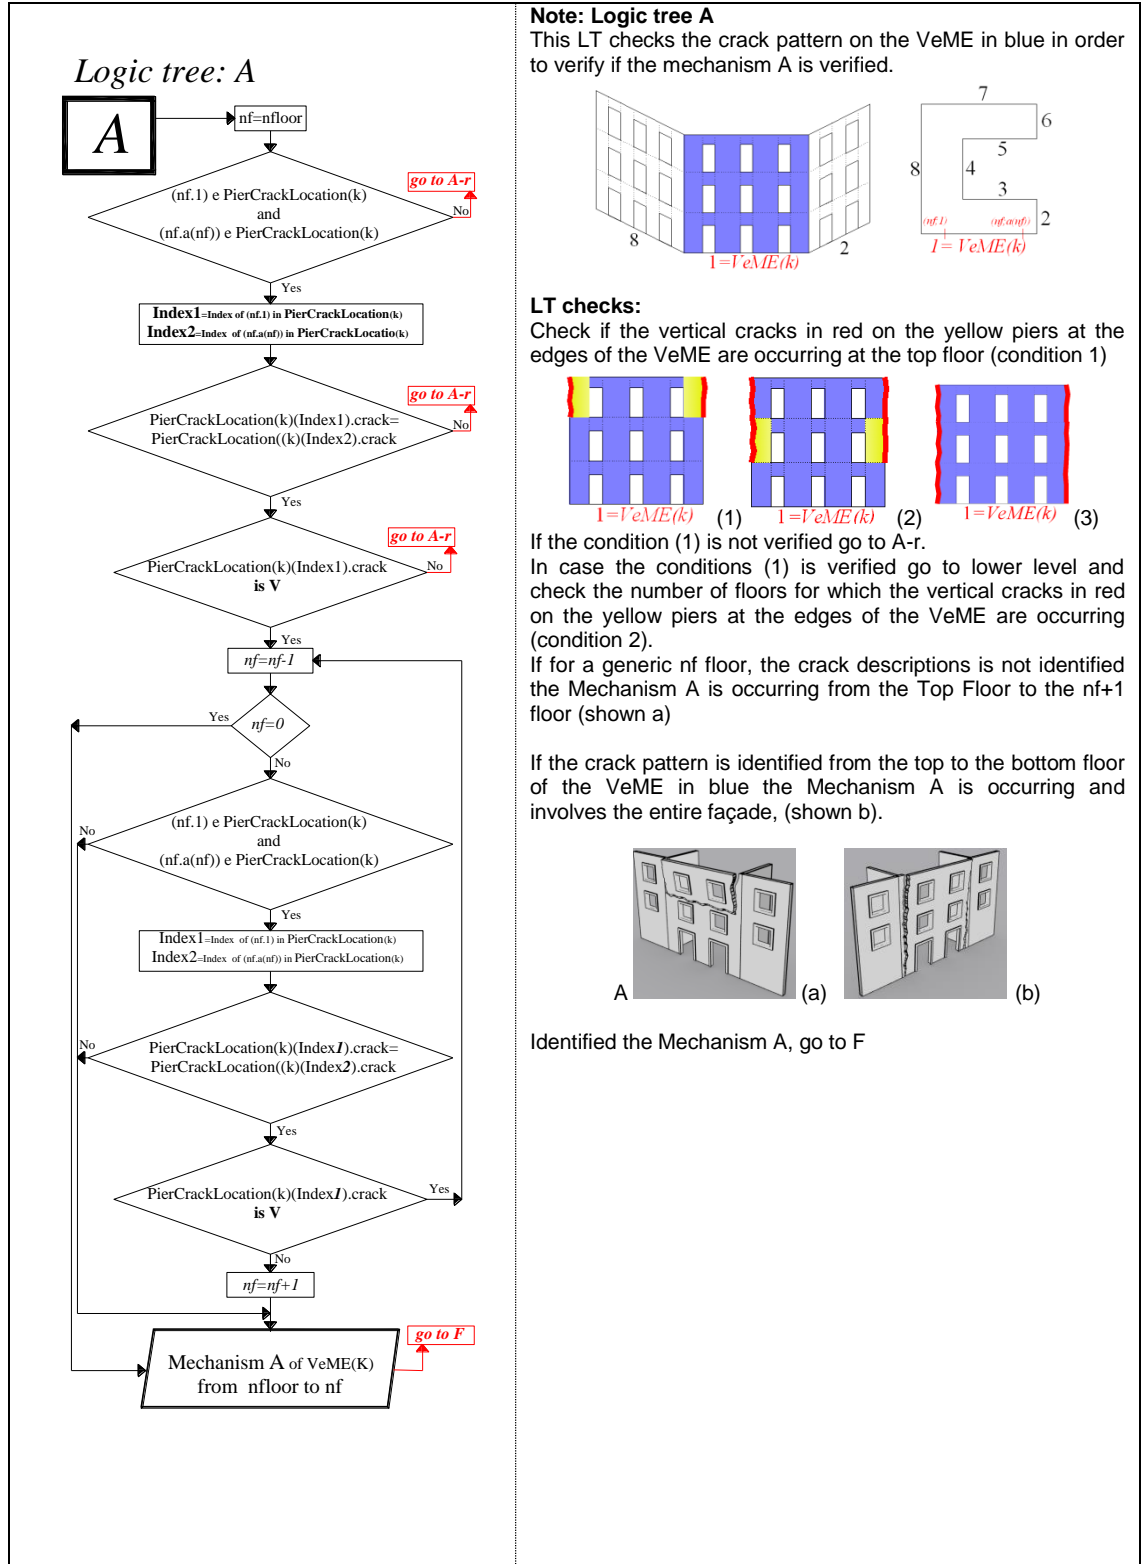 Logic tree: A
A
nf=nfloor
(nf.1) e PierCrackLocation(k)
and
(nf.a(nf)) e PierCrackLocation(k)
go to A-r
No
Yes
Index1=Index of (nf.1) in PierCrackLocation(k)
Index2=Index of (nf.a(nf)) in PierCrackLocatio(k)
PierCrackLocation(k)(Index1).crack=
PierCrackLocation((k)(Index2).crack
go to A-r
No
Yes
PierCrackLocation(k)(Index1).crack
is V
go to A-r
No
Yes
nf=nf-1
nf=0
Yes
No
(nf.1) e PierCrackLocation(k)
and
(nf.a(nf)) e PierCrackLocation(k)
No
Yes
Index1=Index of (nf.1) in PierCrackLocation(k)
Index2=Index of (nf.a(nf)) in PierCrackLocation(k)
PierCrackLocation(k)(Index1).crack=
PierCrackLocation((k)(Index2).crack
No
Yes
PierCrackLocation(k)(Index1).crack
is V
Yes
No
nf=nf+1
Mechanism A of VeME(K)
from nfloor to nf
go to F
Note: Logic tree A
This LT checks the crack pattern on the VeME in blue in order
to verify if the mechanism A is verified.
8
1=VeME(k)
2
7
6
5
8
4
3
2
(nf.1)
(nf.a(nf))
1= VeME(k)
LT checks:
Check if the vertical cracks in red on the yellow piers at the
edges of the VeME are occurring at the top floor (condition 1)
1=VeME(k) (1) 1=VeME(k) (2) 1=VeME(k) (3)
If the condition (1) is not verified go to A-r.
In case the conditions (1) is verified go to lower level and
check the number of floors for which the vertical cracks in red
on the yellow piers at the edges of the VeME are occurring
(condition 2).
If for a generic nf floor, the crack descriptions is not identified
the Mechanism A is occurring from the Top Floor to the nf+1
floor (shown a)
If the crack pattern is identified from the top to the bottom floor
of the VeME in blue the Mechanism A is occurring and
involves the entire façade, (shown b).
A (a) (b)
Identified the Mechanism A, go to F